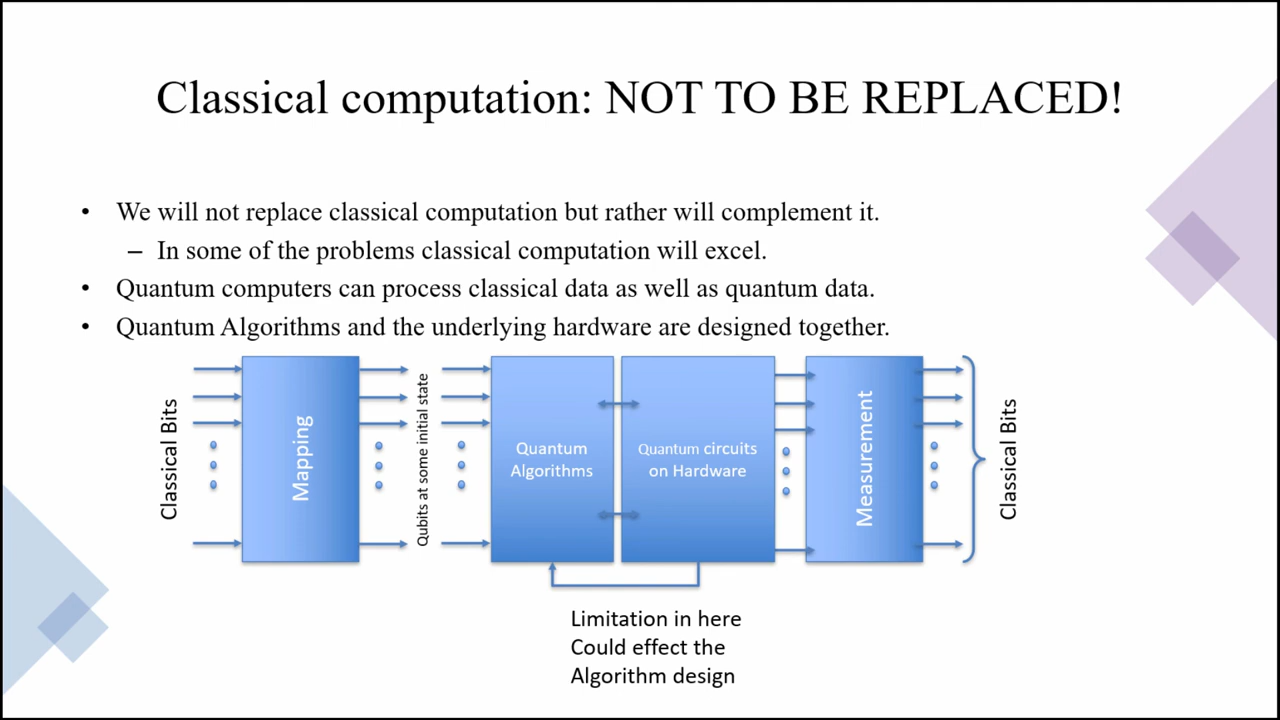 Classical computation: NOT TO BE REPLACED!
• We will not replace classical computation but rather will complement it.
– In some of the problems classical computation will excel.
• Quantum computers can process classical data as well as quantum data.
• Quantum Algorithms and the underlying hardware are designed together.
Classical Bits
Mapping
Qubits at some initial state
Quantum
Algorithms
Quantum circuits
on Hardware
Measurement
Classical Bits
Limitation in here
Could effect the
Algorithm design